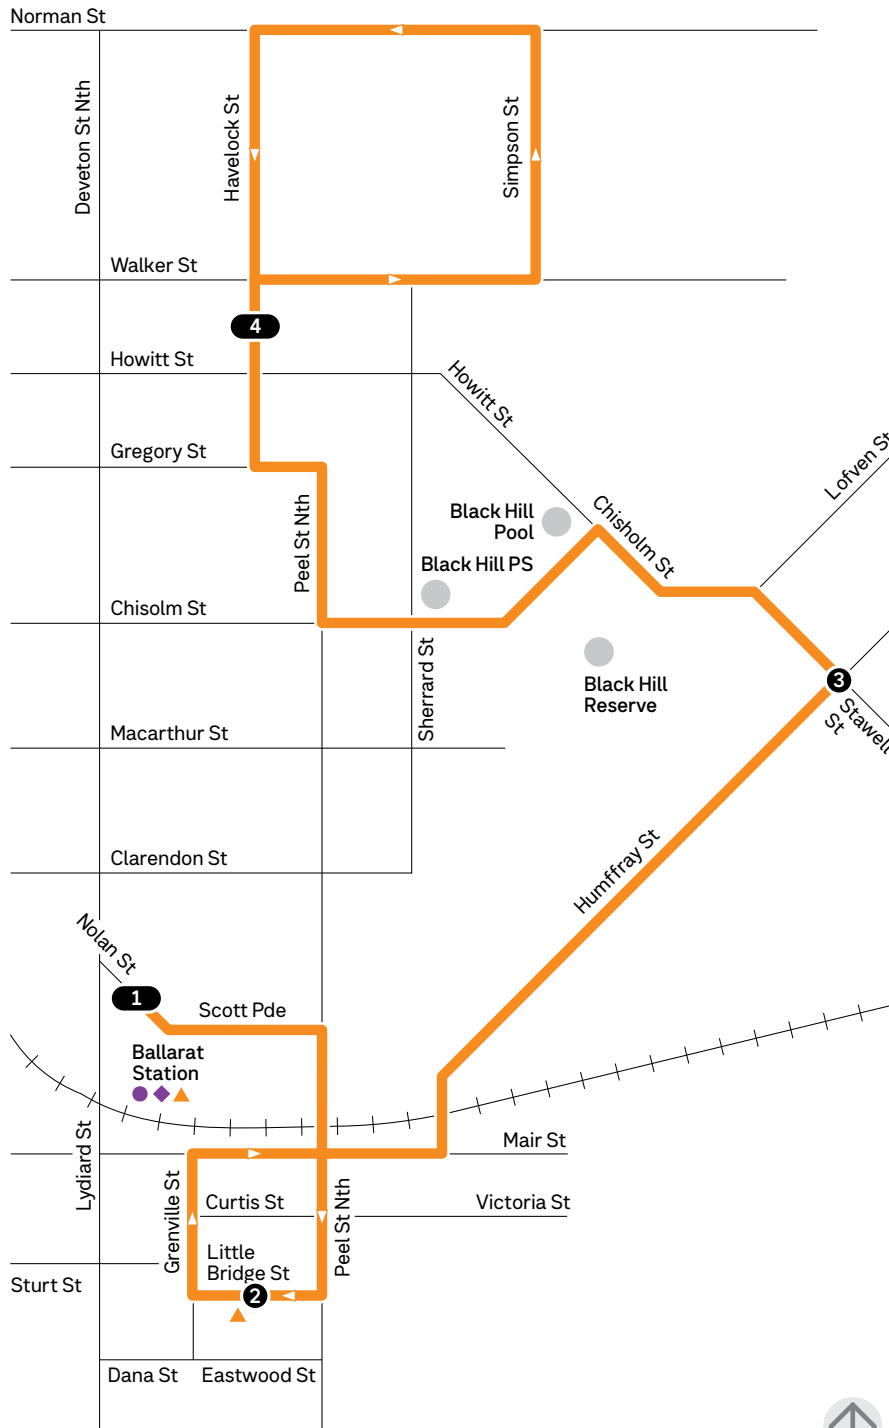 Norman St
Deveton St Nth
Havelock St
Simpson St
Walker St
4
Howitt St
Howitt St
Gregory St
Lofven St
Peel St Nth
Black Hill
Pool
Chisholm St
Black Hill PS
Chisolm St
Sherrard St
Black Hill
Reserve
3
Stawell
St
Macarthur St
Humffray St
Clarendon St
Nolan St
1
Scott Pde
Ballarat
Station
Lydiard St
Mair St
Grenville St
Curtis St
Peel St Nth
Victoria St
Little
Bridge St
Sturt St
2
Dana St
Eastwood St